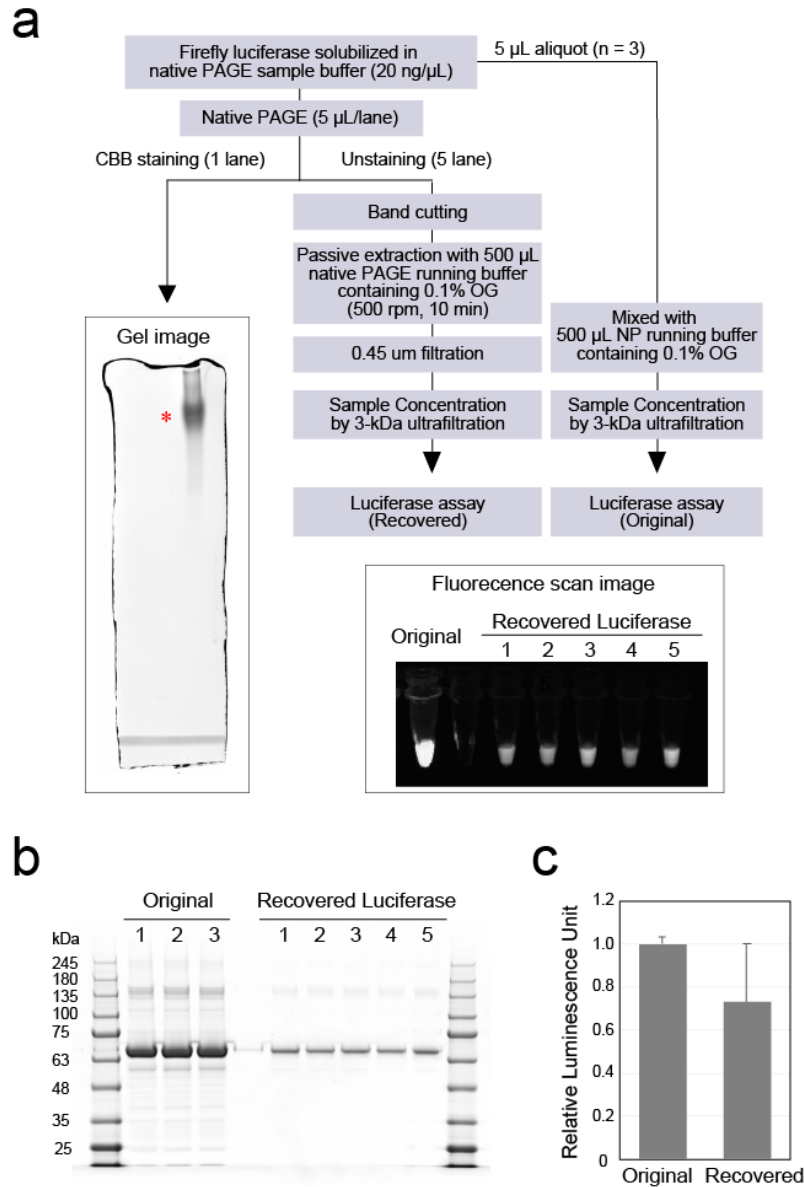 a
Firefly luciferase solubilized in
native PAGE sample buffer (20 ng/µL)
5 µL aliquot (n = 3)
Native PAGE (5 µL/lane)
CBB staining (1 lane)
Unstaining (5 lane)
Band cutting
Passive extraction with 500 µL
native PAGE running buffer
containing 0.1% OG
(500 rpm, 10 min)
0.45 um filtration
Sample Concentration
by 3-kDa ultrafiltration
Luciferase assay
(Recovered)
Mixed with
500 µL NP running buffer
containing 0.1% OG
Sample Concentration
by 3-kDa ultrafiltration
Luciferase assay
(Original)
Gel image
*
Fluorecence scan image
Original
Recovered Luciferase
1 2 3 4 5
b
Original
Recovered Luciferase
kDa
1 2 3
1 2 3 4 5
245
180
135
100
75
63
48
35
25
c
Relative Luminescence Unit
1.2
1.0
0.8
0.6
0.4
0.2
0
Original Recovered